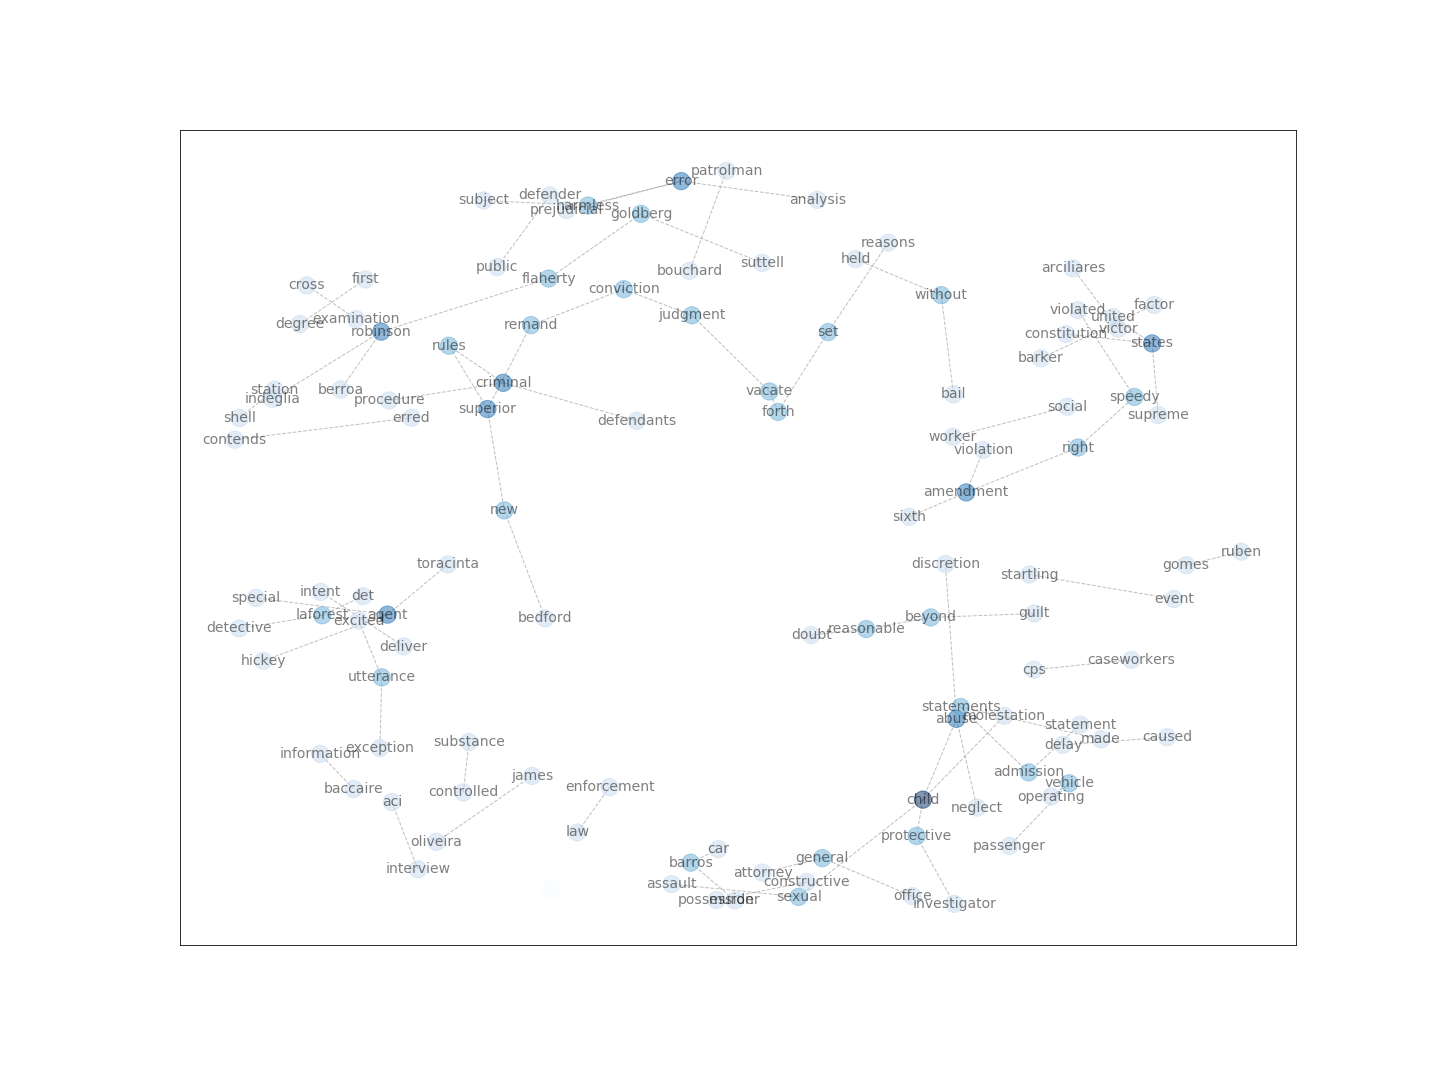 patrolman
error
subject
defender
harmless
prejudicial
goldberg
analysis
reasons
held
public
flaherty
bouchard
suttell
arciliares
cross
first
conviction
without
factor
violated
united
victor
degree
examination
robinson
remand
judgment
set
constitution
states
rules
barker
criminal
station
indeglia
berroa
procedure
vacate
bail
speedy
shell
erred
superior
defendants
forth
social
supreme
contends
worker
violation
right
amendment
sixth
new
ruben
gomes
toracinta
discretion
startling
event
special
intent
det
laforest
agent
excited
detective
bedford
beyond
guilt
reasonable
doubt
deliver
hickey
utterance
cps
caseworkers
statements
abuse
molestation
statement
made
caused
delay
substance
exception
information
baccaire
controlled
james
enforcement
admission
vehicle
operating
aci
child
neglect
law
oliveira
protective
passenger
interview
car
barros
general
attorney
assault
constructive
possession
murder
sexual
office
investigator